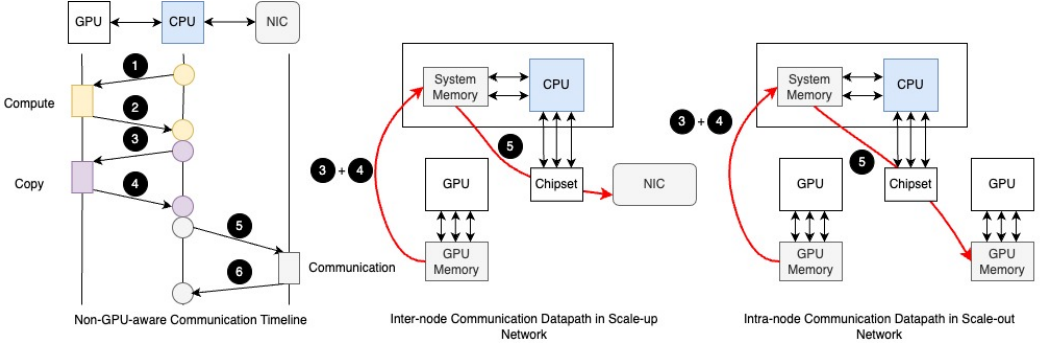 GPU
CPU
NIC
1
Compute
2
3
Copy
4
5
6
Communication
Non-GPU-aware Communication Timeline
System
Memory
CPU
3 + 4
5
GPU
Chipset
NIC
GPU
Memory
Inter-node Communication Datapath in Scale-up
Network
System
Memory
CPU
3 + 4
5
GPU
Chipset
GPU
GPU
Memory
GPU
Memory
Intra-node Communication Datapath in Scale-out
Network